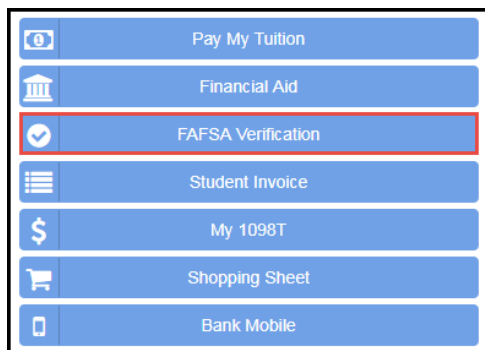 Pay My Tuition
Financial Aid
FAFSA Verification
Student Invoice
My 1098T
Shopping Sheet
Bank Mobile